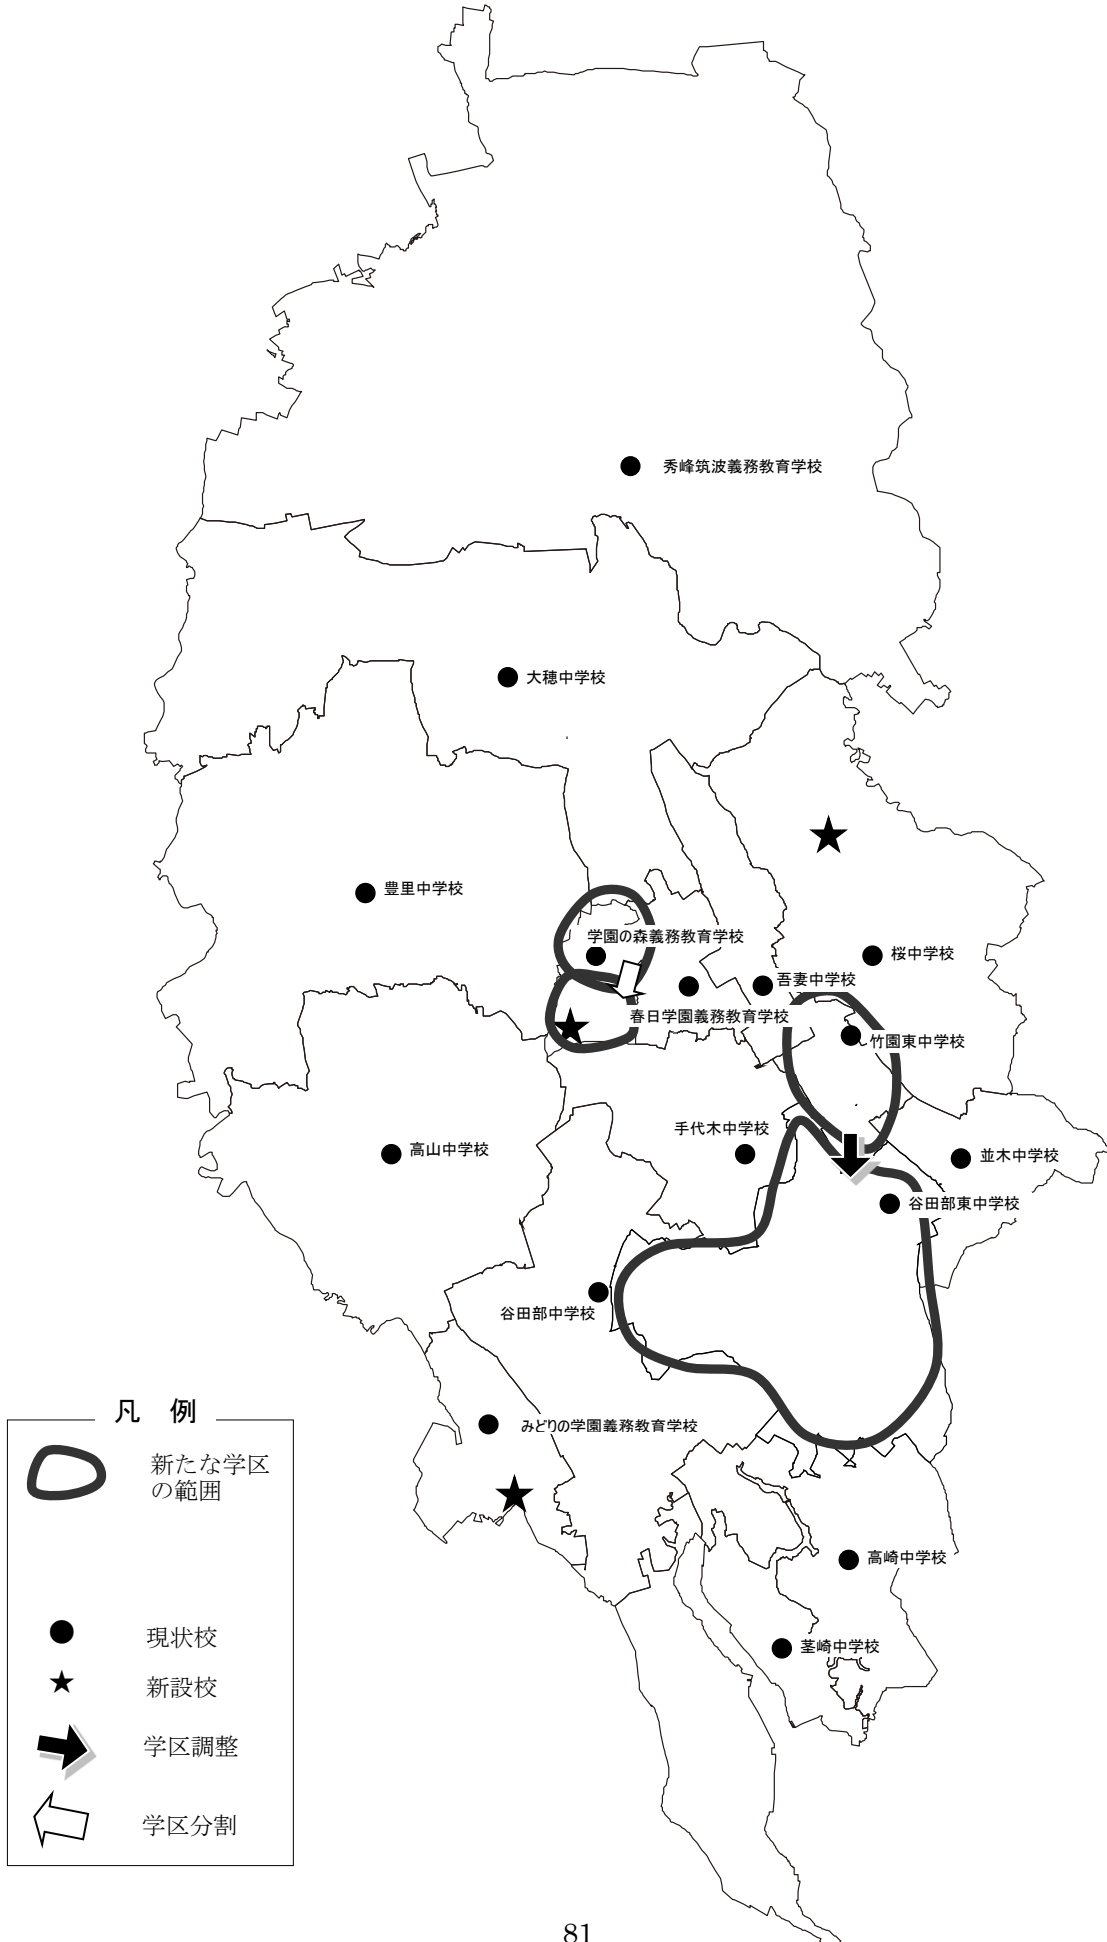 秀峰筑波義務教育学校
大穂中学校
豊里中学校
学園の森義務教育学校
桜中学校
吾妻中学校
春日学園義務教育学校
竹園東中学校
手代木中学校
高山中学校
並木中学校
谷田部東中学校
谷田部中学校
みどりの学園義務教育学校
高崎中学校
茎崎中学校
凡 例
新たな学区
の範囲
現状校
新設校
学区調整
学区分割
81